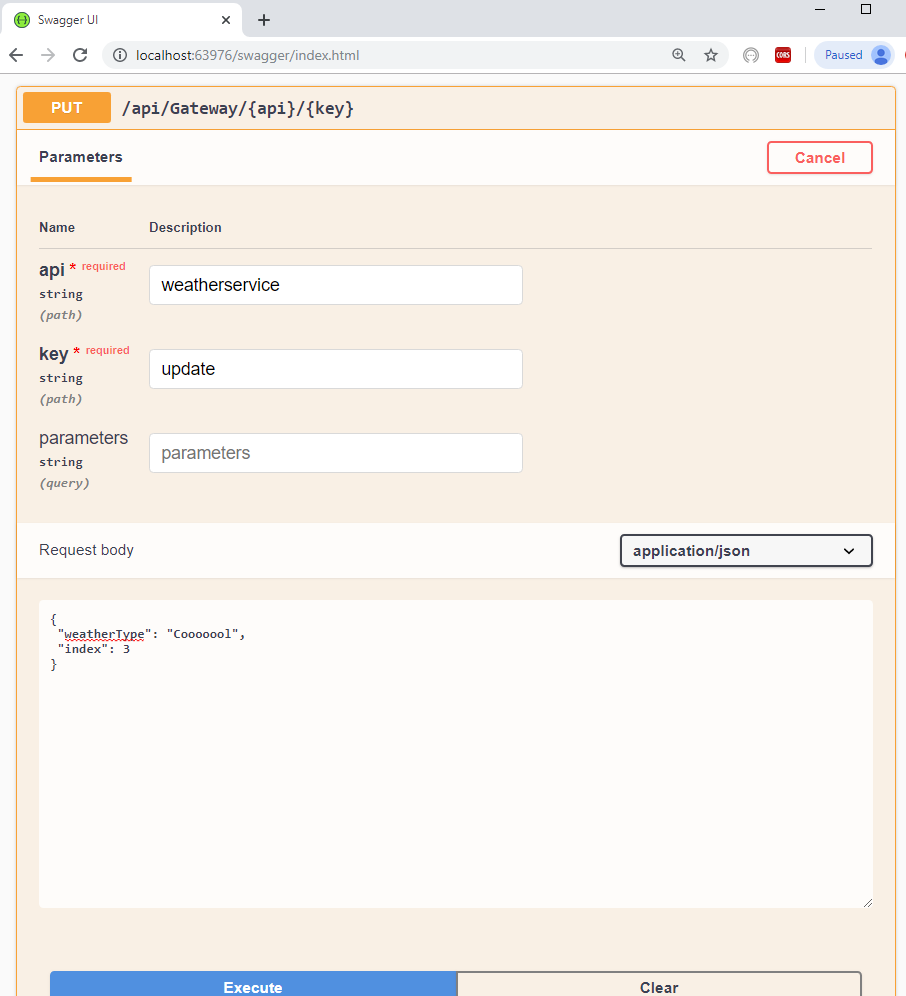 Swagger UI
localhost:63976/swagger/index.html
CORS
Paused
PUT /api/Gateway/{api}/{key}
Parameters
Cancel
Name Description
api * required
string
(path)
weatherservice
key * required
string
(path)
update
parameters
string
(query)
parameters
Request body
application/json
{
"weatherType": "Cooooool",
"index": 3
}
Execute
Clear